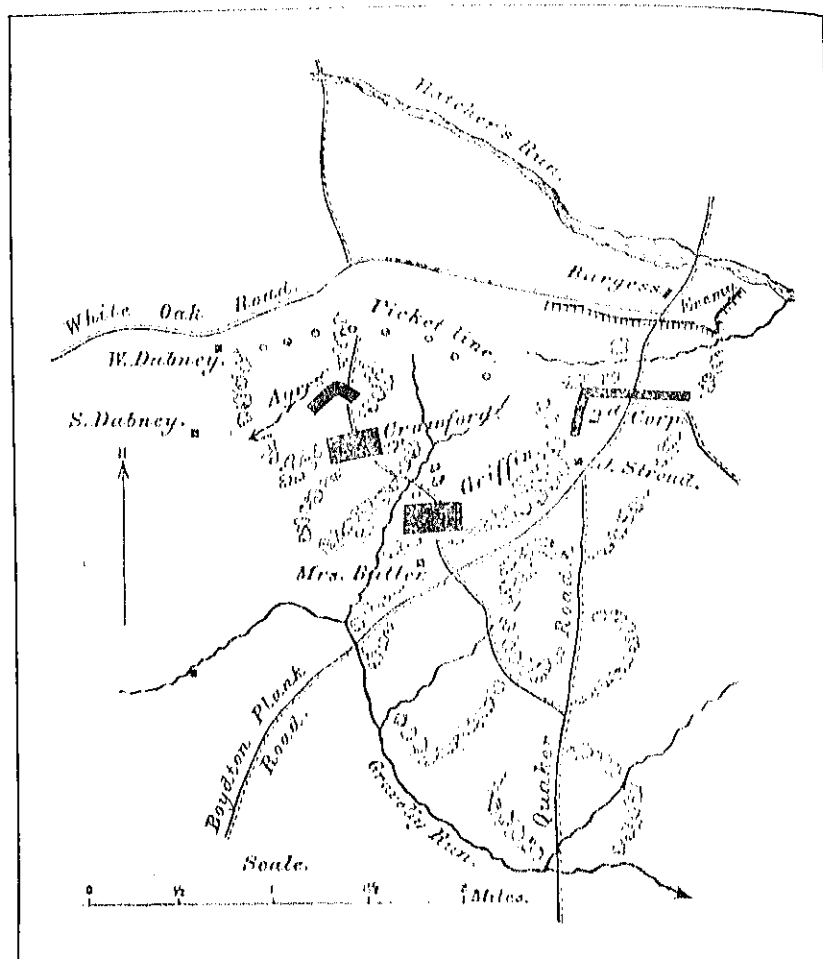 Hatcher's Run.
Burgess
Enemy
White Oak Road.
Picket line.
W. Dabney.
Ayres
S. Dabney.
Crawford
2d Corps
N
Griffin
J. Stroud.
Mrs. Butler
Quaker Road.
Boydton Plank
Road.
Gravelly Run.
Scale.
0 ½ 1 1½ 2
Miles.